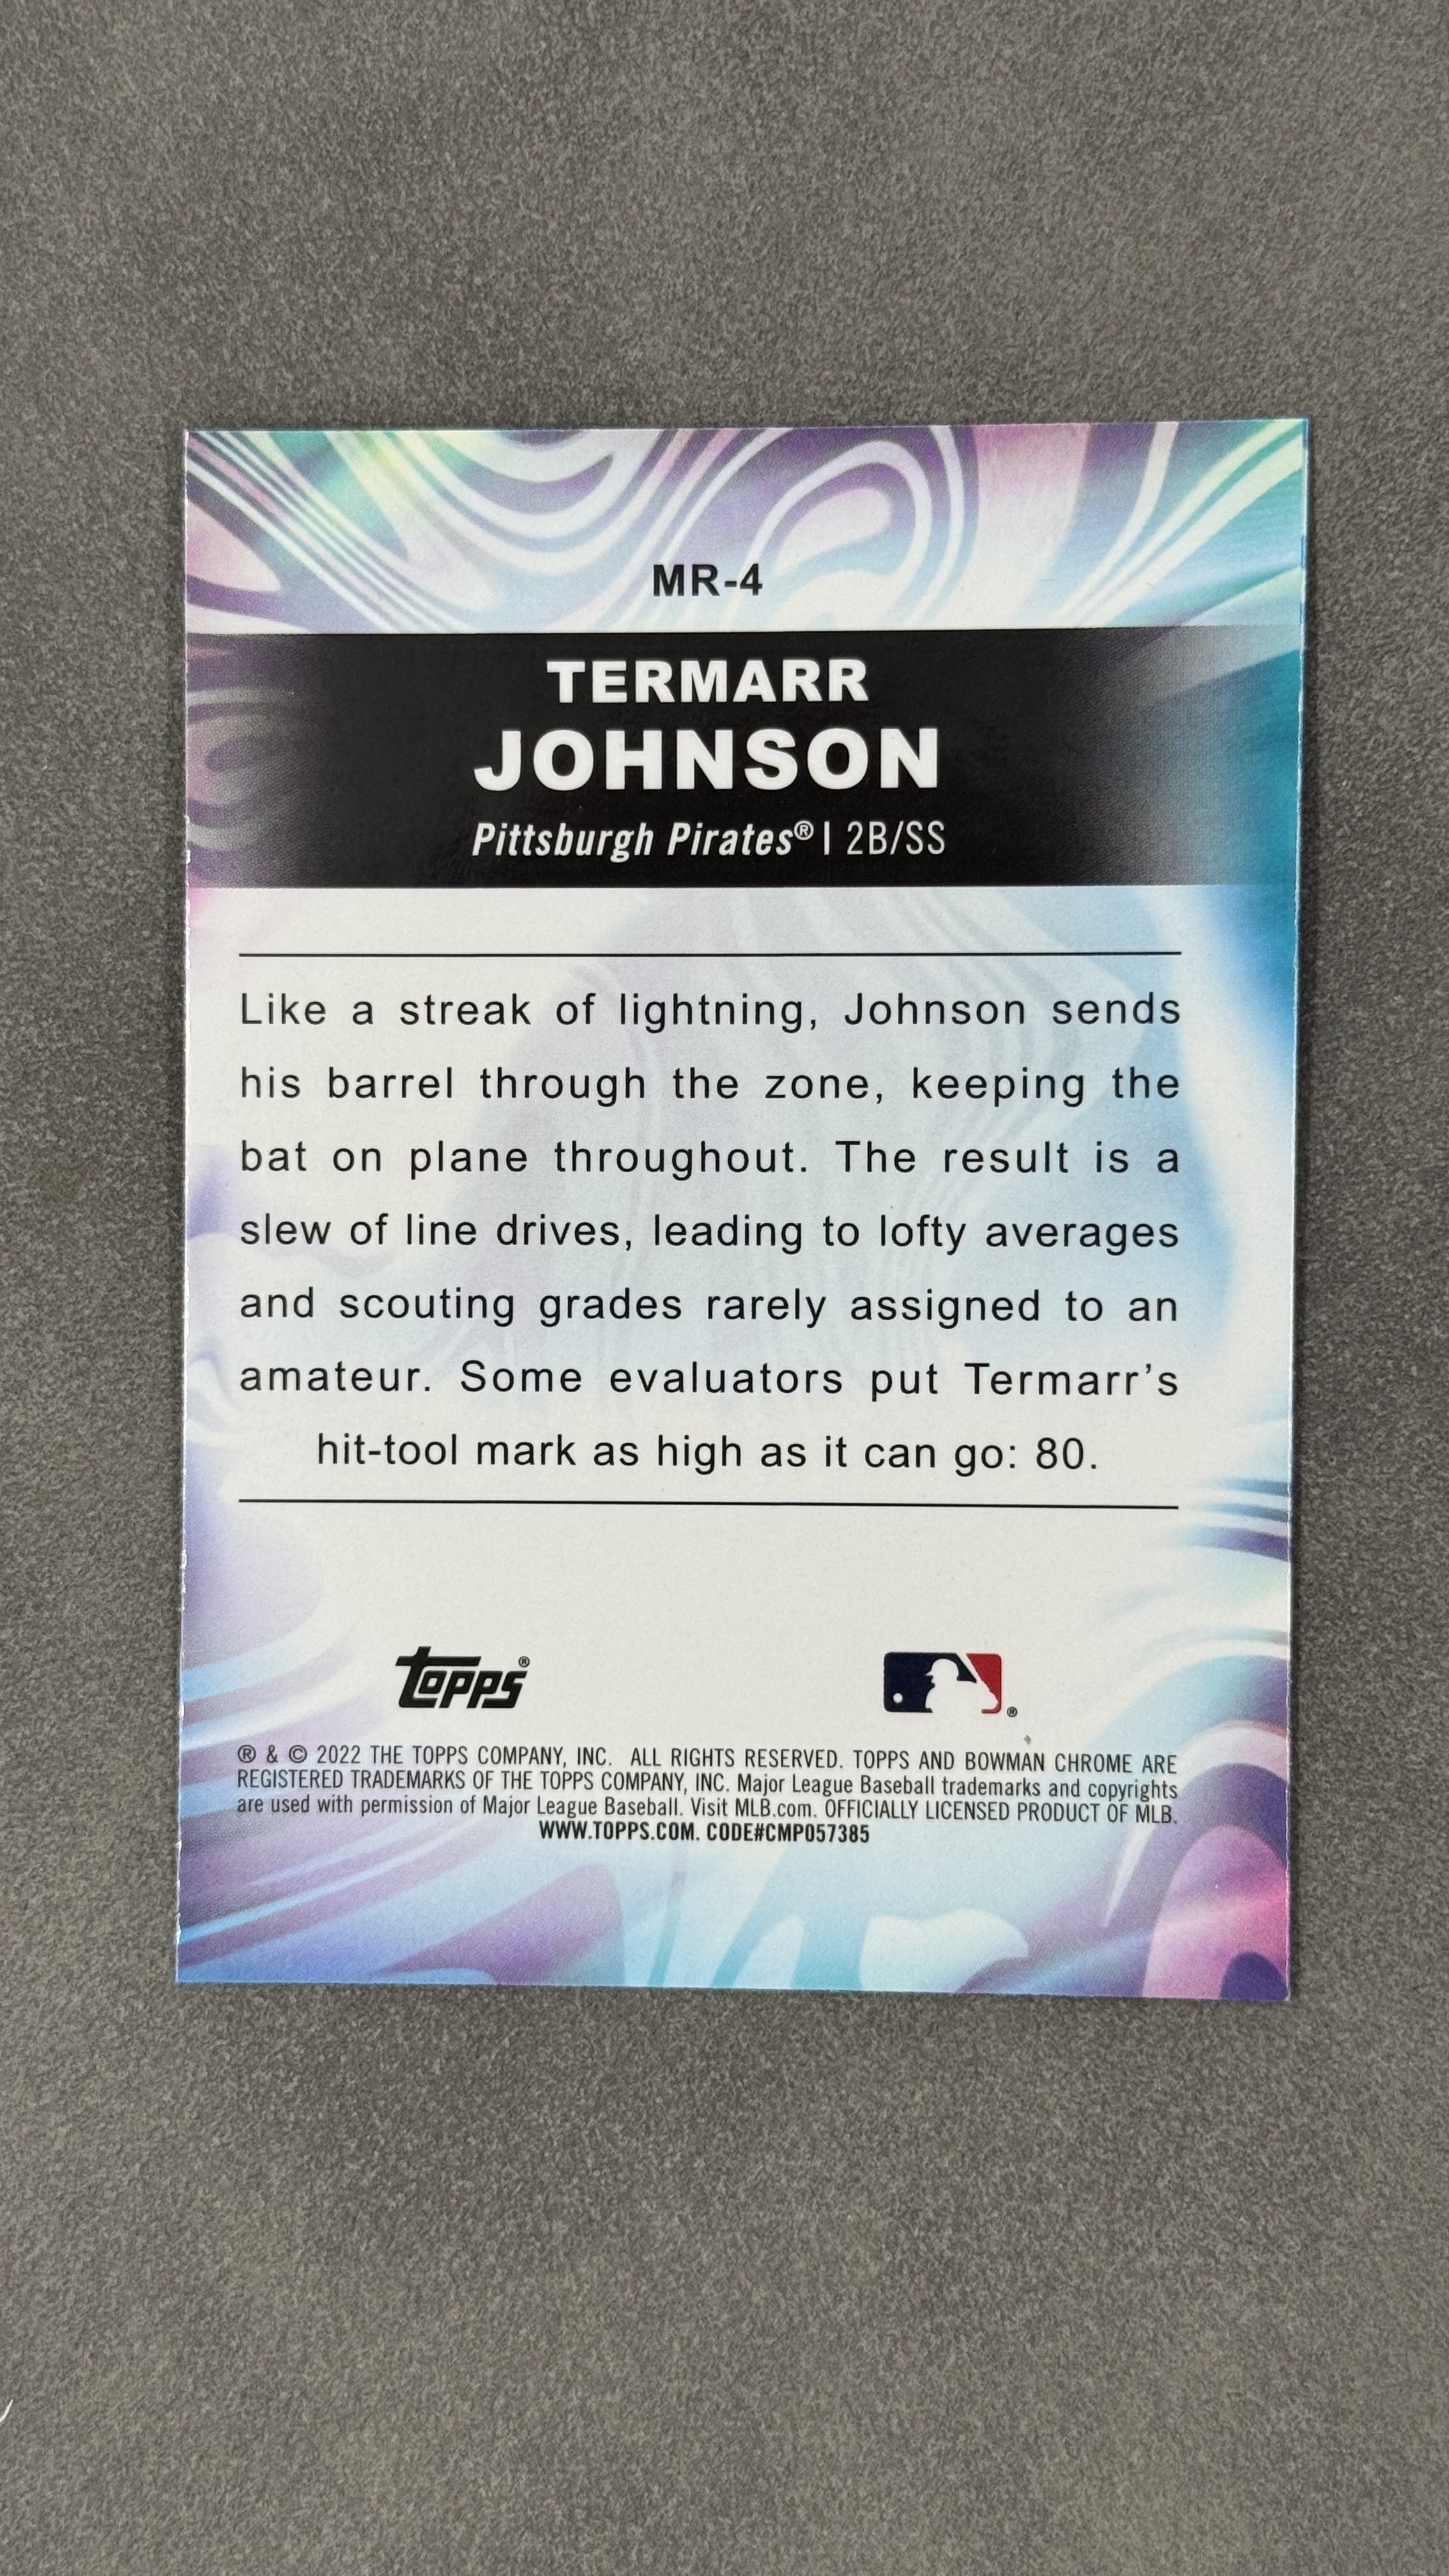 MR-4
TERMARR
JOHNSON
Pittsburgh Pirates® | 2B/SS
Like a streak of lightning, Johnson sends
his barrel through the zone, keeping the
bat on plane throughout. The result is a
slew of line drives, leading to lofty averages
and scouting grades rarely assigned to an
amateur. Some evaluators put Termarr's
hit-tool mark as high as it can go: 80.
TOPPS®
®
® & © 2022 THE TOPPS COMPANY, INC. ALL RIGHTS RESERVED. TOPPS AND BOWMAN CHROME ARE
REGISTERED TRADEMARKS OF THE TOPPS COMPANY, INC. Major League Baseball trademarks and copyrights
are used with permission of Major League Baseball. Visit MLB.com. OFFICIALLY LICENSED PRODUCT OF MLB.
WWW.TOPPS.COM. CODE#CMP057385